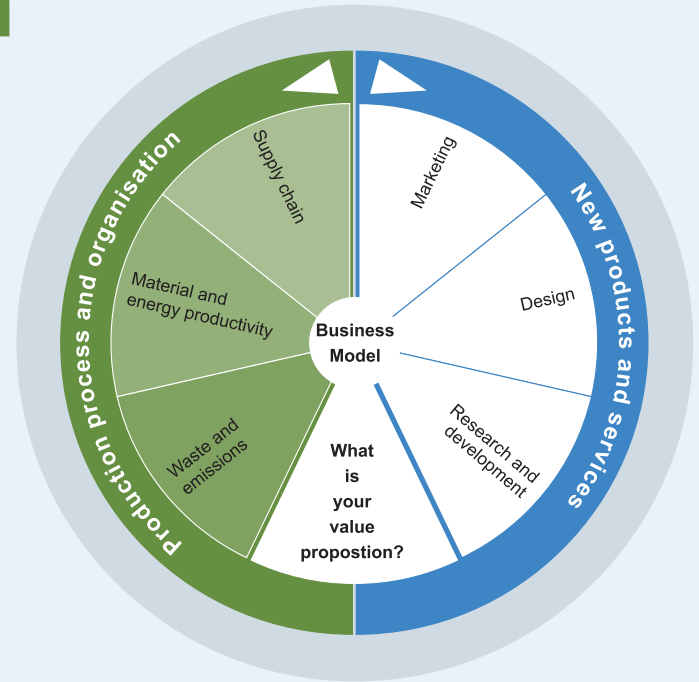 Production process and organisation
New products and services
Supply chain
Marketing
Material and
energy productivity
Design
Business
Model
Waste and
emissions
Research and
development
What
is
your
value
propostion?